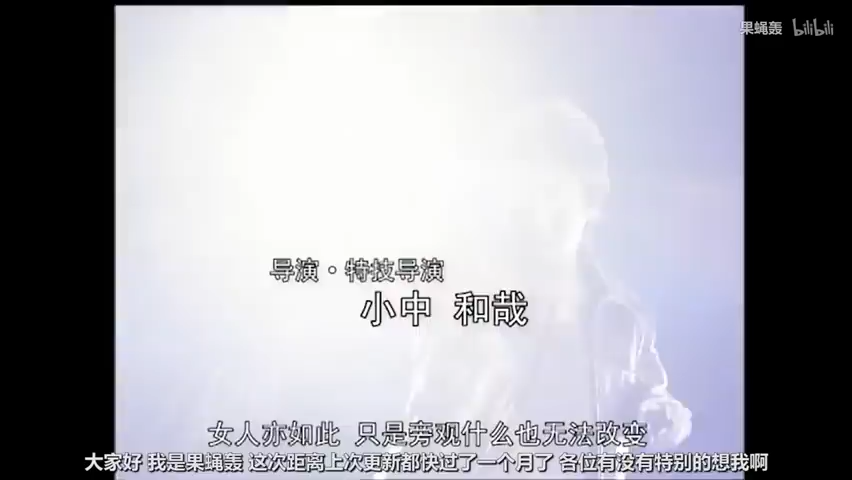 果蝇轰 bilibili
导演·特技导演
小中 和哉
女人亦如此 只是旁观什么也无法改变
大家好 我是果蝇轰 这次距离上次更新都快过了一个月了 各位有没有特别的想我啊